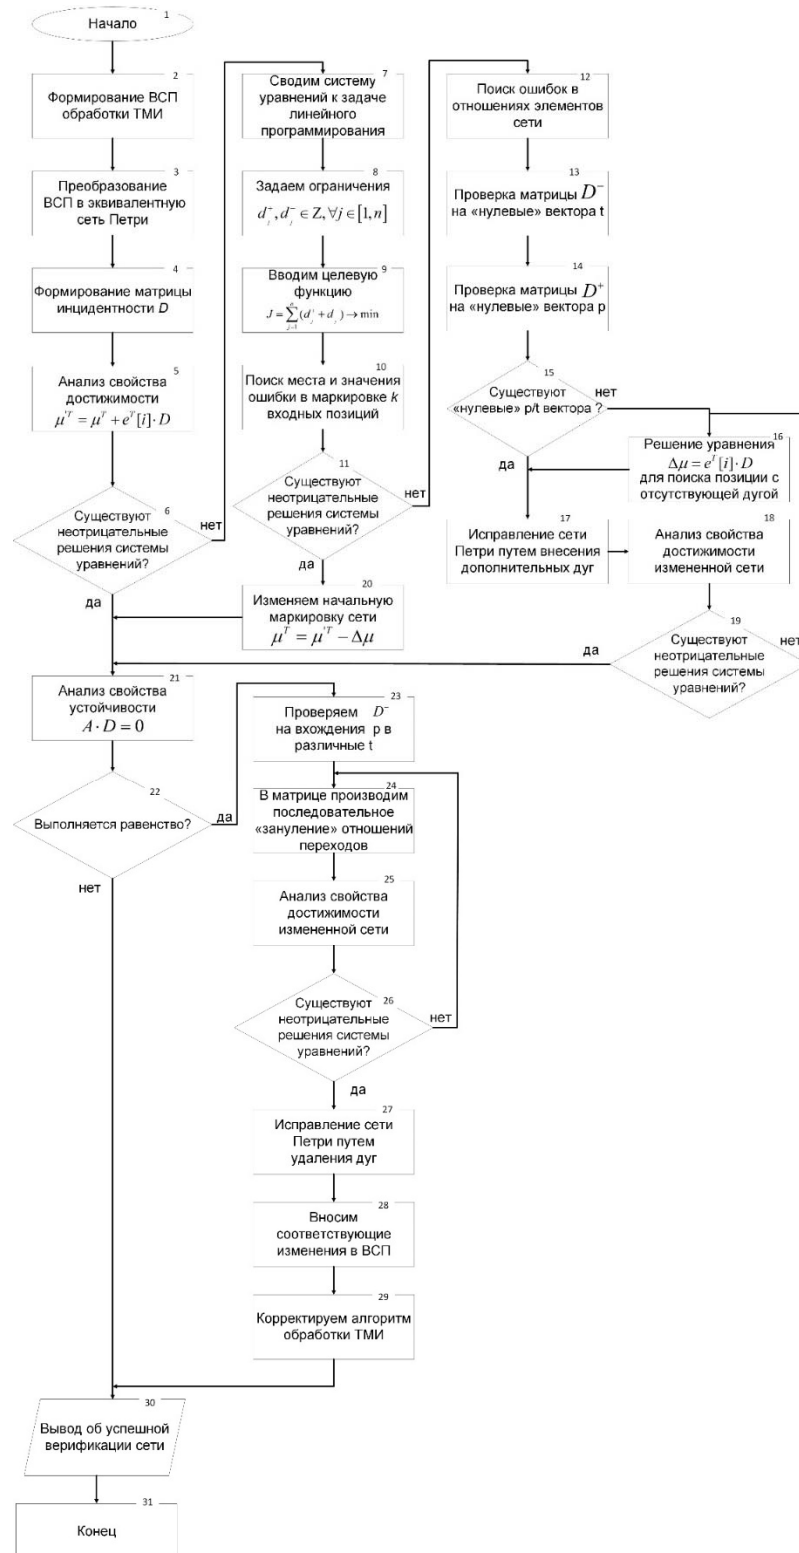 1
Начало
2
Формирование ВСП
обработки ТМИ
3
Преобразование
ВСП в эквивалентную
сеть Петри
4
Формирование матрицы
инцидентности D
5
Анализ свойства
достижимости
μ'ᵀ = μᵀ + eᵀ[i]·D
6
Существуют
неотрицательные
решения системы
уравнений?
нет
да
7
Сводим систему
уравнений к задаче
линейного
программирования
8
Задаем ограничения
d⁺ⱼ, d⁻ⱼ ∈ Z, ∀j ∈ [1, n]
9
Вводим целевую
функцию
10
Поиск места и значения
ошибки в маркировке k
входных позиций
11
Существуют
неотрицательные
решения системы
уравнений?
нет
да
20
Изменяем начальную
маркировку сети
μᵀ = μ'ᵀ − Δμ
12
Поиск ошибок в
отношениях элементов
сети
13
Проверка матрицы D⁻
на «нулевые» вектора t
14
Проверка матрицы D⁺
на «нулевые» вектора p
15
Существуют
«нулевые» p/t вектора ?
нет
да
16
Решение уравнения
Δμ = eᵀ[i]·D
для поиска позиции с
отсутствующей дугой
17
Исправление сети
Петри путем внесения
дополнительных дуг
18
Анализ свойства
достижимости
измененной сети
19
Существуют
неотрицательные
решения системы
уравнений?
нет
да
21
Анализ свойства
устойчивости
A·D = 0
22
Выполняется равенство?
да
нет
23
Проверяем D⁻
на вхождения p в
различные t
24
В матрице производим
последовательное
«зануление» отношений
переходов
25
Анализ свойства
достижимости
измененной сети
26
Существуют
неотрицательные
решения системы
уравнений?
нет
да
27
Исправление сети
Петри путем
удаления дуг
28
Вносим
соответствующие
изменения в ВСП
29
Корректируем алгоритм
обработки ТМИ
30
Вывод об успешной
верификации сети
31
Конец